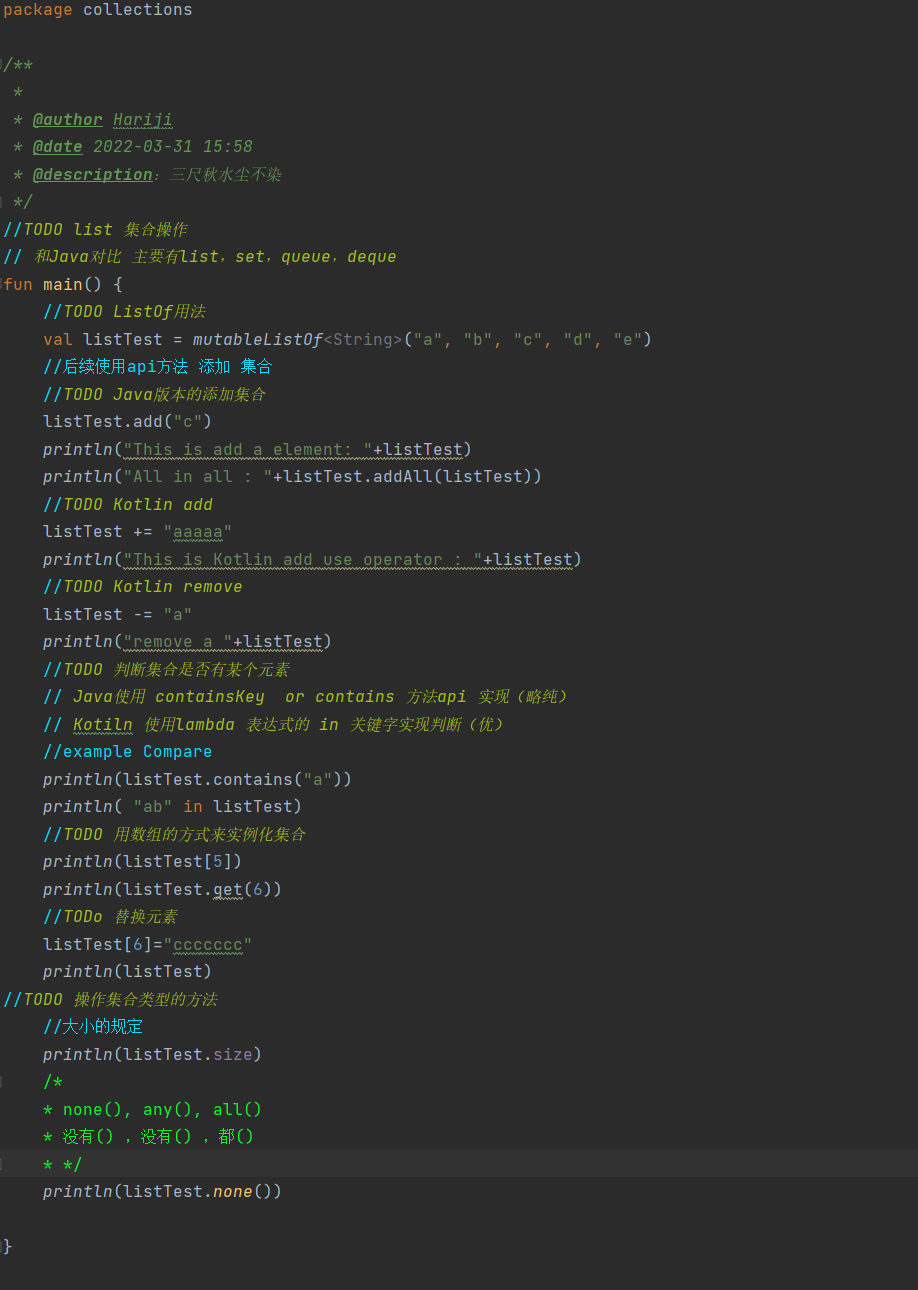 package collections
/**
 *
 * @author Hariji
 * @date 2022-03-31 15:58
 * @description：三尺秋水尘不染
 */
//TODO list 集合操作
// 和Java对比 主要有list，set，queue，deque
fun main() {
    //TODO ListOf用法
    val listTest = mutableListOf<String>("a", "b", "c", "d", "e")
    //后续使用api方法 添加 集合
    //TODO Java版本的添加集合
    listTest.add("c")
    println("This is add a element: "+listTest)
    println("All in all : "+listTest.addAll(listTest))
    //TODO Kotlin add
    listTest += "aaaaa"
    println("This is Kotlin add use operator : "+listTest)
    //TODO Kotlin remove
    listTest -= "a"
    println("remove a "+listTest)
    //TODO 判断集合是否有某个元素
    // Java使用 containsKey  or contains 方法api 实现（略纯）
    // Kotiln 使用lambda 表达式的 in 关键字实现判断（优）
    //example Compare
    println(listTest.contains("a"))
    println( "ab" in listTest)
    //TODO 用数组的方式来实例化集合
    println(listTest[5])
    println(listTest.get(6))
    //TODo 替换元素
    listTest[6]="ccccccc"
    println(listTest)
//TODO 操作集合类型的方法
    //大小的规定
    println(listTest.size)
    /*
    * none(), any(), all()
    * 没有() ，没有() ，都()
    * */
    println(listTest.none())
}